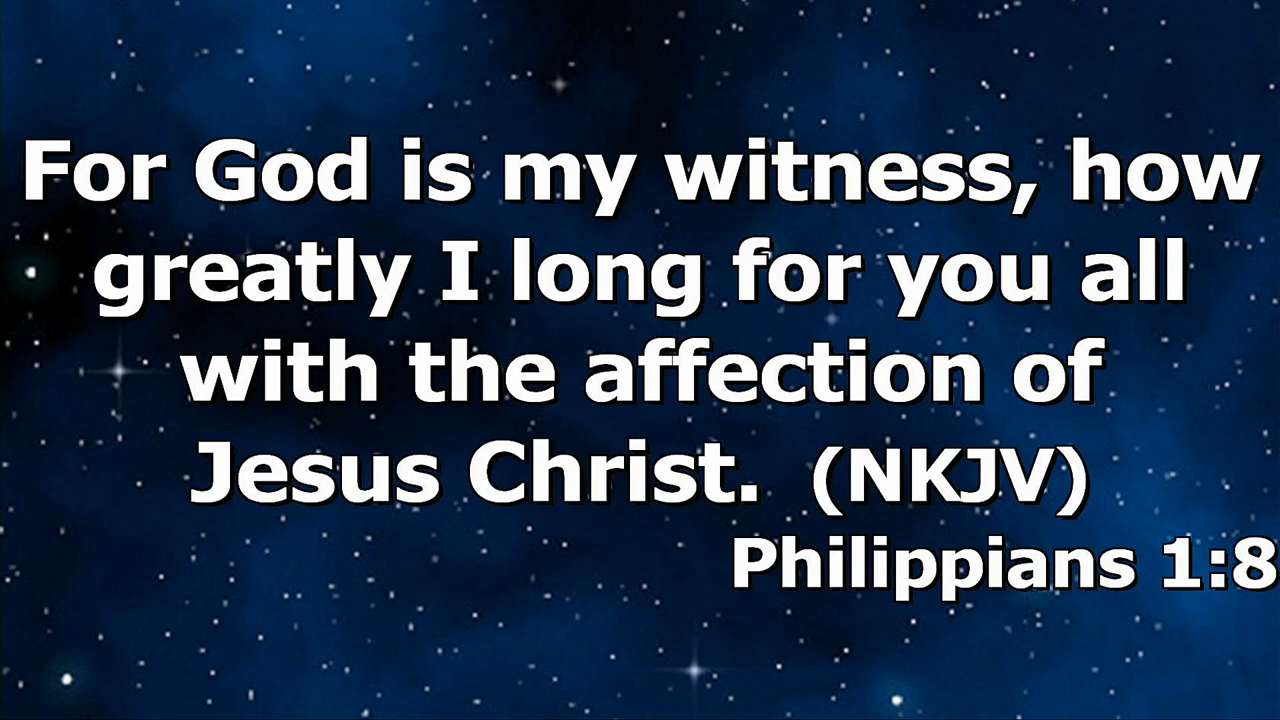 For God is my witness, how
greatly I long for you all
with the affection of
Jesus Christ. (NKJV)
Philippians 1:8